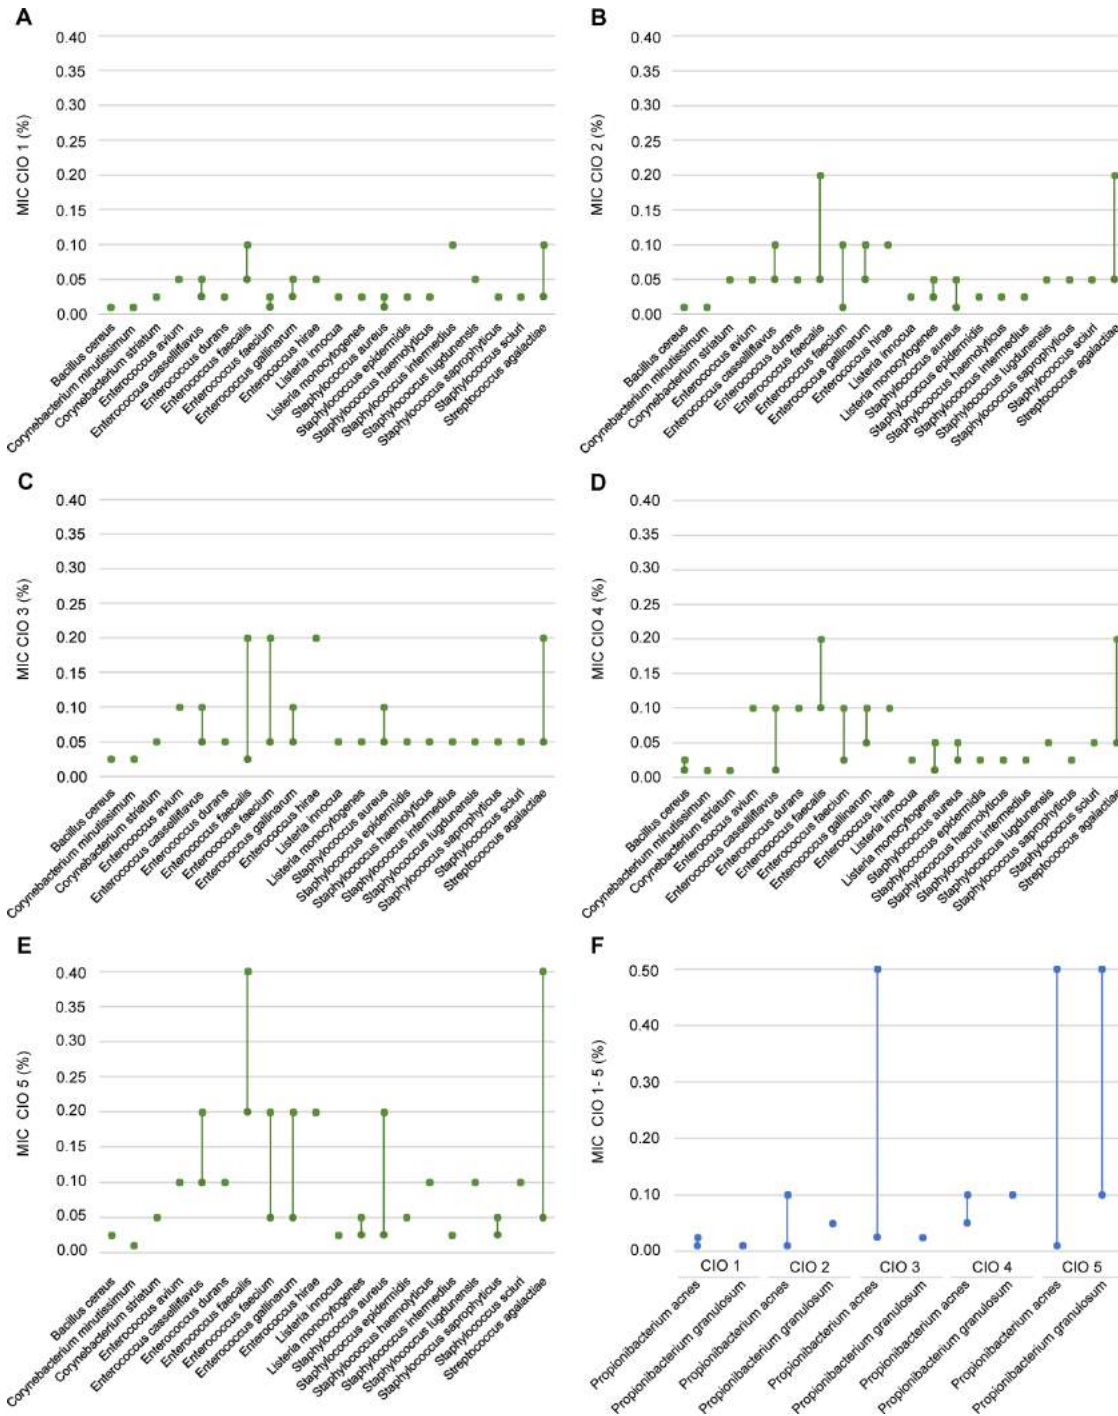 A
0.40
0.35
0.30
0.25
0.20
0.15
0.10
0.05
0.00
MIC CIO 1 (%)
Bacillus cereus
Corynebacterium minutissimum
Corynebacterium striatum
Enterococcus avium
Enterococcus casseliflavus
Enterococcus durans
Enterococcus faecalis
Enterococcus faecium
Enterococcus gallinarum
Enterococcus hirae
Listeria innocua
Listeria monocytogenes
Staphylococcus aureus
Staphylococcus epidermidis
Staphylococcus haemolyticus
Staphylococcus intermedius
Staphylococcus lugdunensis
Staphylococcus saprophyticus
Staphylococcus sciuri
Streptococcus agalactiae
B
0.40
0.35
0.30
0.25
0.20
0.15
0.10
0.05
0.00
MIC CIO 2 (%)
Bacillus cereus
Corynebacterium minutissimum
Corynebacterium striatum
Enterococcus avium
Enterococcus casseliflavus
Enterococcus durans
Enterococcus faecalis
Enterococcus faecium
Enterococcus gallinarum
Enterococcus hirae
Listeria innocua
Listeria monocytogenes
Staphylococcus aureus
Staphylococcus epidermidis
Staphylococcus haemolyticus
Staphylococcus intermedius
Staphylococcus lugdunensis
Staphylococcus saprophyticus
Staphylococcus sciuri
Streptococcus agalactiae
C
0.40
0.35
0.30
0.25
0.20
0.15
0.10
0.05
0.00
MIC CIO 3 (%)
Bacillus cereus
Corynebacterium minutissimum
Corynebacterium striatum
Enterococcus avium
Enterococcus casseliflavus
Enterococcus durans
Enterococcus faecalis
Enterococcus faecium
Enterococcus gallinarum
Enterococcus hirae
Listeria innocua
Listeria monocytogenes
Staphylococcus aureus
Staphylococcus epidermidis
Staphylococcus haemolyticus
Staphylococcus intermedius
Staphylococcus lugdunensis
Staphylococcus saprophyticus
Staphylococcus sciuri
Streptococcus agalactiae
D
0.40
0.35
0.30
0.25
0.20
0.15
0.10
0.05
0.00
MIC CIO 4 (%)
Bacillus cereus
Corynebacterium minutissimum
Corynebacterium striatum
Enterococcus avium
Enterococcus casseliflavus
Enterococcus durans
Enterococcus faecalis
Enterococcus faecium
Enterococcus gallinarum
Enterococcus hirae
Listeria innocua
Listeria monocytogenes
Staphylococcus aureus
Staphylococcus epidermidis
Staphylococcus haemolyticus
Staphylococcus intermedius
Staphylococcus lugdunensis
Staphylococcus saprophyticus
Staphylococcus sciuri
Streptococcus agalactiae
E
0.40
0.35
0.30
0.25
0.20
0.15
0.10
0.05
0.00
MIC CIO 5 (%)
Bacillus cereus
Corynebacterium minutissimum
Corynebacterium striatum
Enterococcus avium
Enterococcus casseliflavus
Enterococcus durans
Enterococcus faecalis
Enterococcus faecium
Enterococcus gallinarum
Enterococcus hirae
Listeria innocua
Listeria monocytogenes
Staphylococcus aureus
Staphylococcus epidermidis
Staphylococcus haemolyticus
Staphylococcus intermedius
Staphylococcus lugdunensis
Staphylococcus saprophyticus
Staphylococcus sciuri
Streptococcus agalactiae
F
0.50
0.40
0.30
0.20
0.10
0.00
MIC CIO 1- 5 (%)
CIO 1
CIO 2
CIO 3
CIO 4
CIO 5
Propionibacterium acnes
Propionibacterium granulosum
Propionibacterium acnes
Propionibacterium granulosum
Propionibacterium acnes
Propionibacterium granulosum
Propionibacterium acnes
Propionibacterium granulosum
Propionibacterium acnes
Propionibacterium granulosum